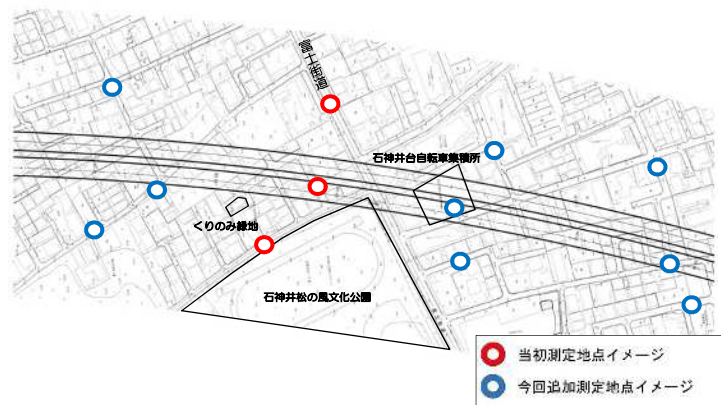 富士街道
石神井台自転車集積所
くりのみ緑地
石神井松の風文化公園
当初測定地点イメージ
今回追加測定地点イメージ